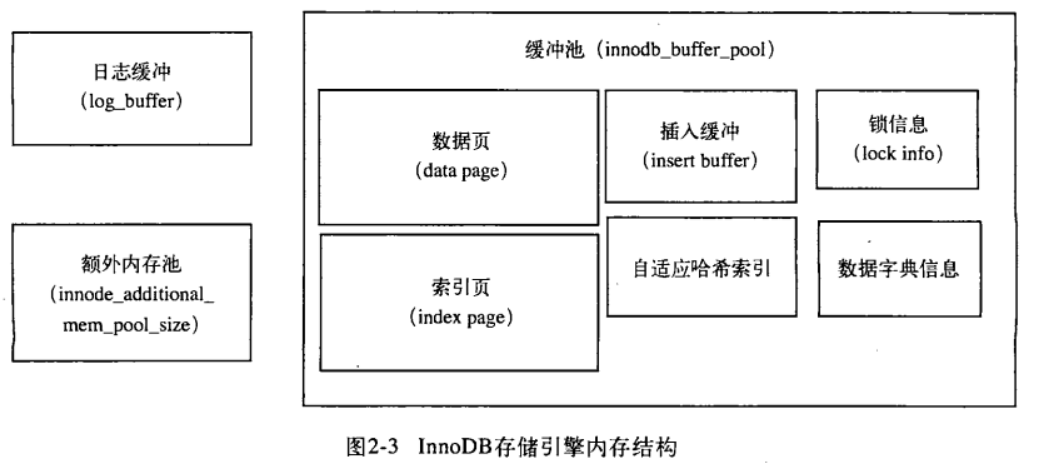 日志缓冲
(log_buffer)
额外内存池
(innode_additional_
mem_pool_size)
缓冲池 (innodb_buffer_pool)
数据页
(data page)
索引页
(index page)
插入缓冲
(insert buffer)
自适应哈希索引
锁信息
(lock info)
数据字典信息
图2-3 InnoDB存储引擎内存结构